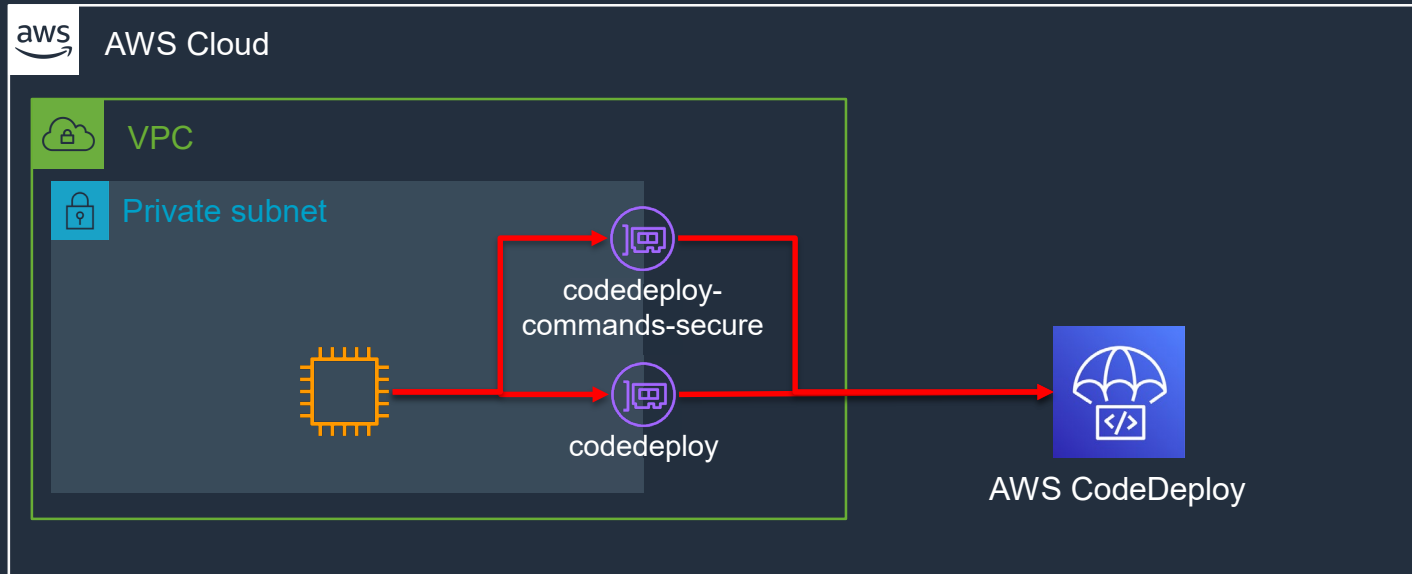 aws
AWS Cloud
VPC
Private subnet
codedeploy-
commands-secure
codedeploy
</>
AWS CodeDeploy